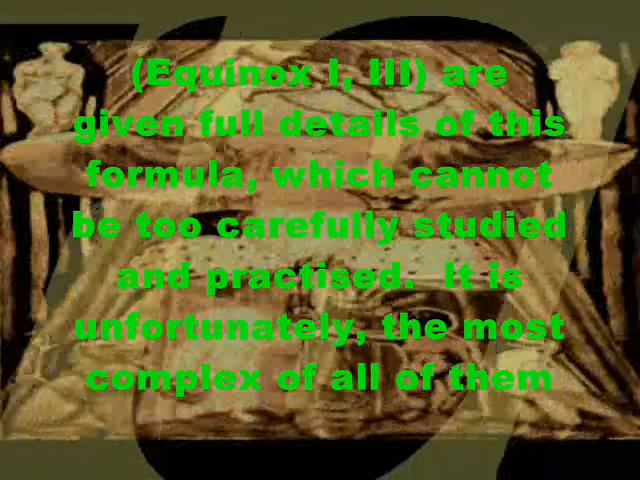 (Equinox I, III) are
given full details of this
formula, which cannot
be too carefully studied
and practised.  It is
unfortunately, the most
complex of all of them